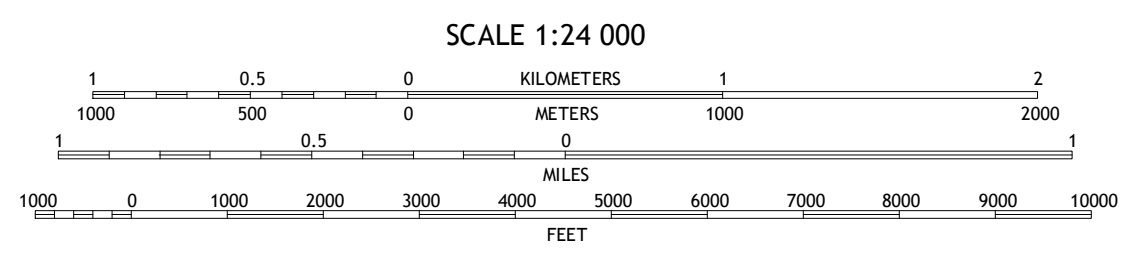 SCALE 1:24 000
1 0.5 0 KILOMETERS 1 2
1000 500 0 METERS 1000 2000
1 0.5 0 1
MILES
1000 0 1000 2000 3000 4000 5000 6000 7000 8000 9000 10000
FEET